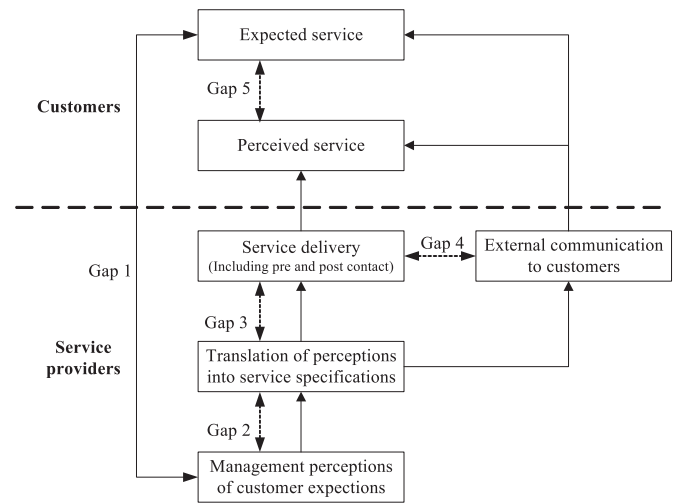 Expected service
Gap 5
Customers
Perceived service
Service delivery
(Including pre and post contact)
Gap 4
External communication
to customers
Gap 1
Gap 3
Service
providers
Translation of perceptions
into service specifications
Gap 2
Management perceptions
of customer expections